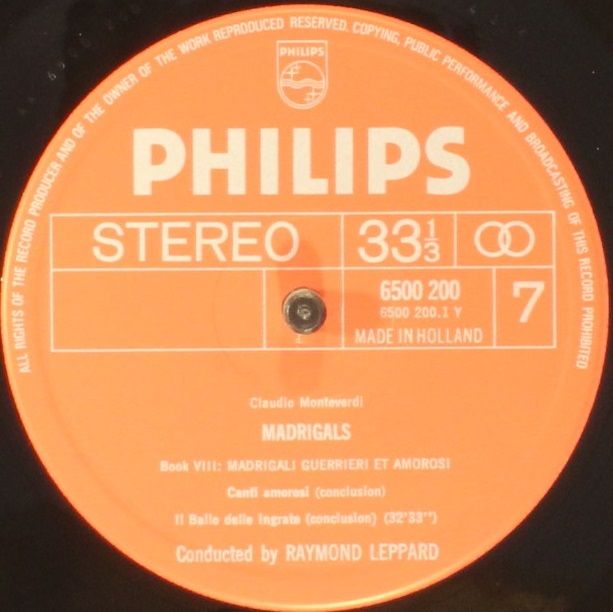 ALL RIGHTS OF THE RECORD PRODUCER AND OF THE OWNER OF THE WORK REPRODUCED RESERVED. COPYING, PUBLIC PERFORMANCE AND BROADCASTING OF THIS RECORD PROHIBITED
PHILIPS
PHILIPS
STEREO 33⅓
6500 200 7
6500 200.1 Y
MADE IN HOLLAND
Claudio Monteverdi
MADRIGALS
Book VIII: MADRIGALI GUERRIERI ET AMOROSI
Canti amorosi (conclusion)
Il Ballo delle Ingrate (conclusion) (32'33'')
Conducted by RAYMOND LEPPARD